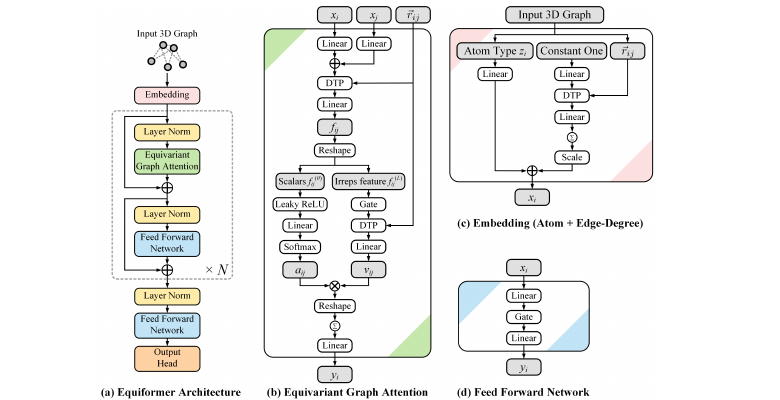 Input 3D Graph
Embedding
Layer Norm
Equivariant
Graph Attention
Layer Norm
Feed Forward
Network
× N
Layer Norm
Feed Forward
Network
Output
Head
(a) Equiformer Architecture
x_i
x_j
r⃗_ij
Linear
Linear
DTP
Linear
f_ij
Reshape
Scalars f_ij^(0)
Irreps feature f_ij^(L)
Leaky ReLU
Gate
Linear
DTP
Softmax
Linear
a_ij
v_ij
Reshape
Σ
Linear
y_i
(b) Equivariant Graph Attention
Input 3D Graph
Atom Type z_i
Constant One
r⃗_ij
Linear
Linear
DTP
Linear
Σ
Scale
x_i
(c) Embedding (Atom + Edge-Degree)
x_i
Linear
Gate
Linear
y_i
(d) Feed Forward Network